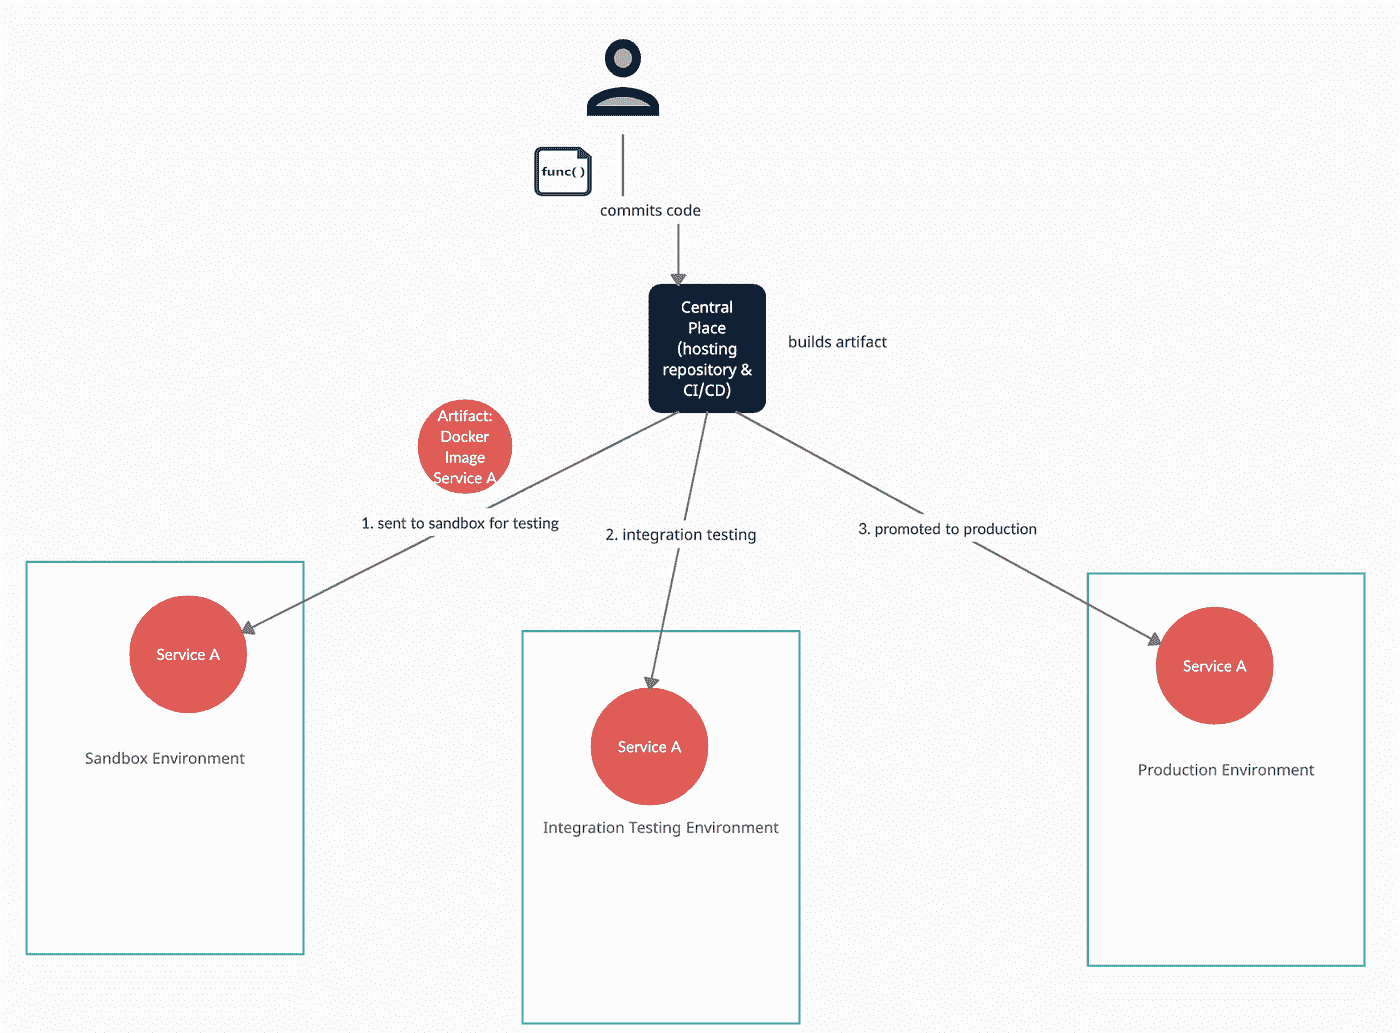 func( )
commits code
Central
Place
(hosting
repository &
CI/CD)
builds artifact
Artifact:
Docker
Image
Service A
1. sent to sandbox for testing
2. integration testing
3. promoted to production
Service A
Sandbox Environment
Service A
Integration Testing Environment
Service A
Production Environment